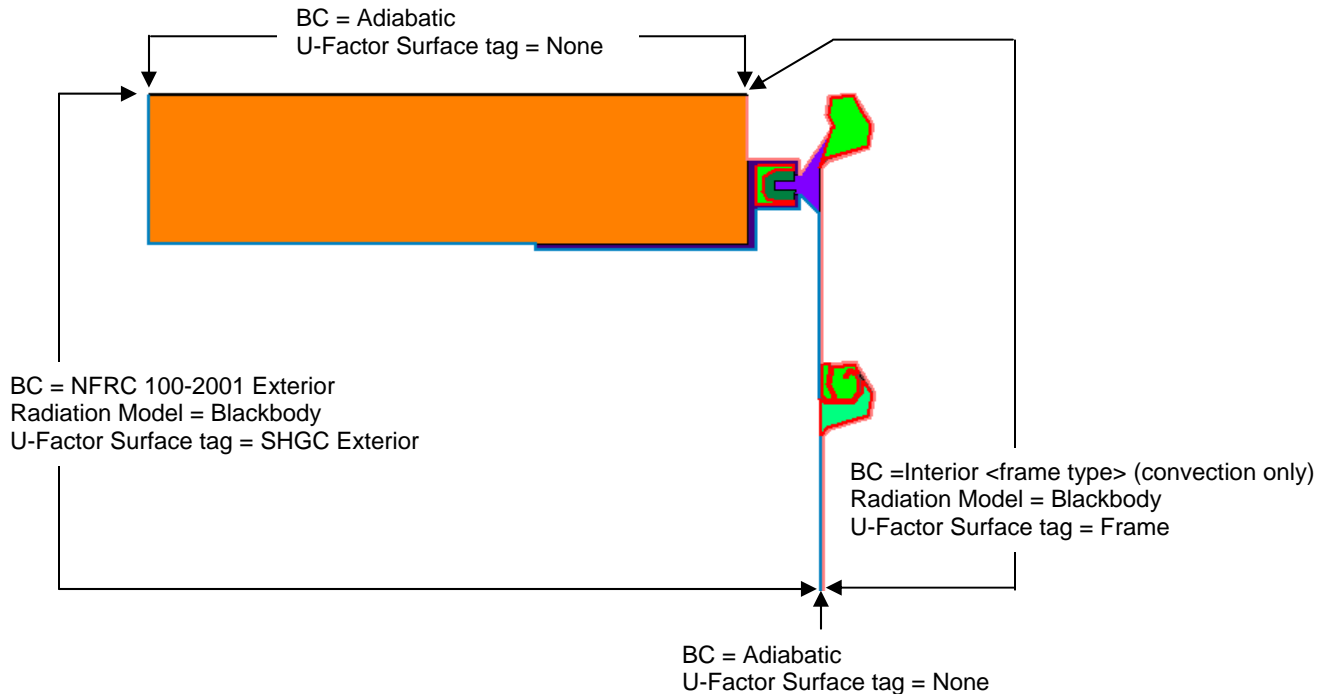 BC = Adiabatic
U-Factor Surface tag = None
BC = NFRC 100-2001 Exterior
Radiation Model = Blackbody
U-Factor Surface tag = SHGC Exterior
BC =Interior <frame type> (convection only)
Radiation Model = Blackbody
U-Factor Surface tag = Frame
BC = Adiabatic
U-Factor Surface tag = None